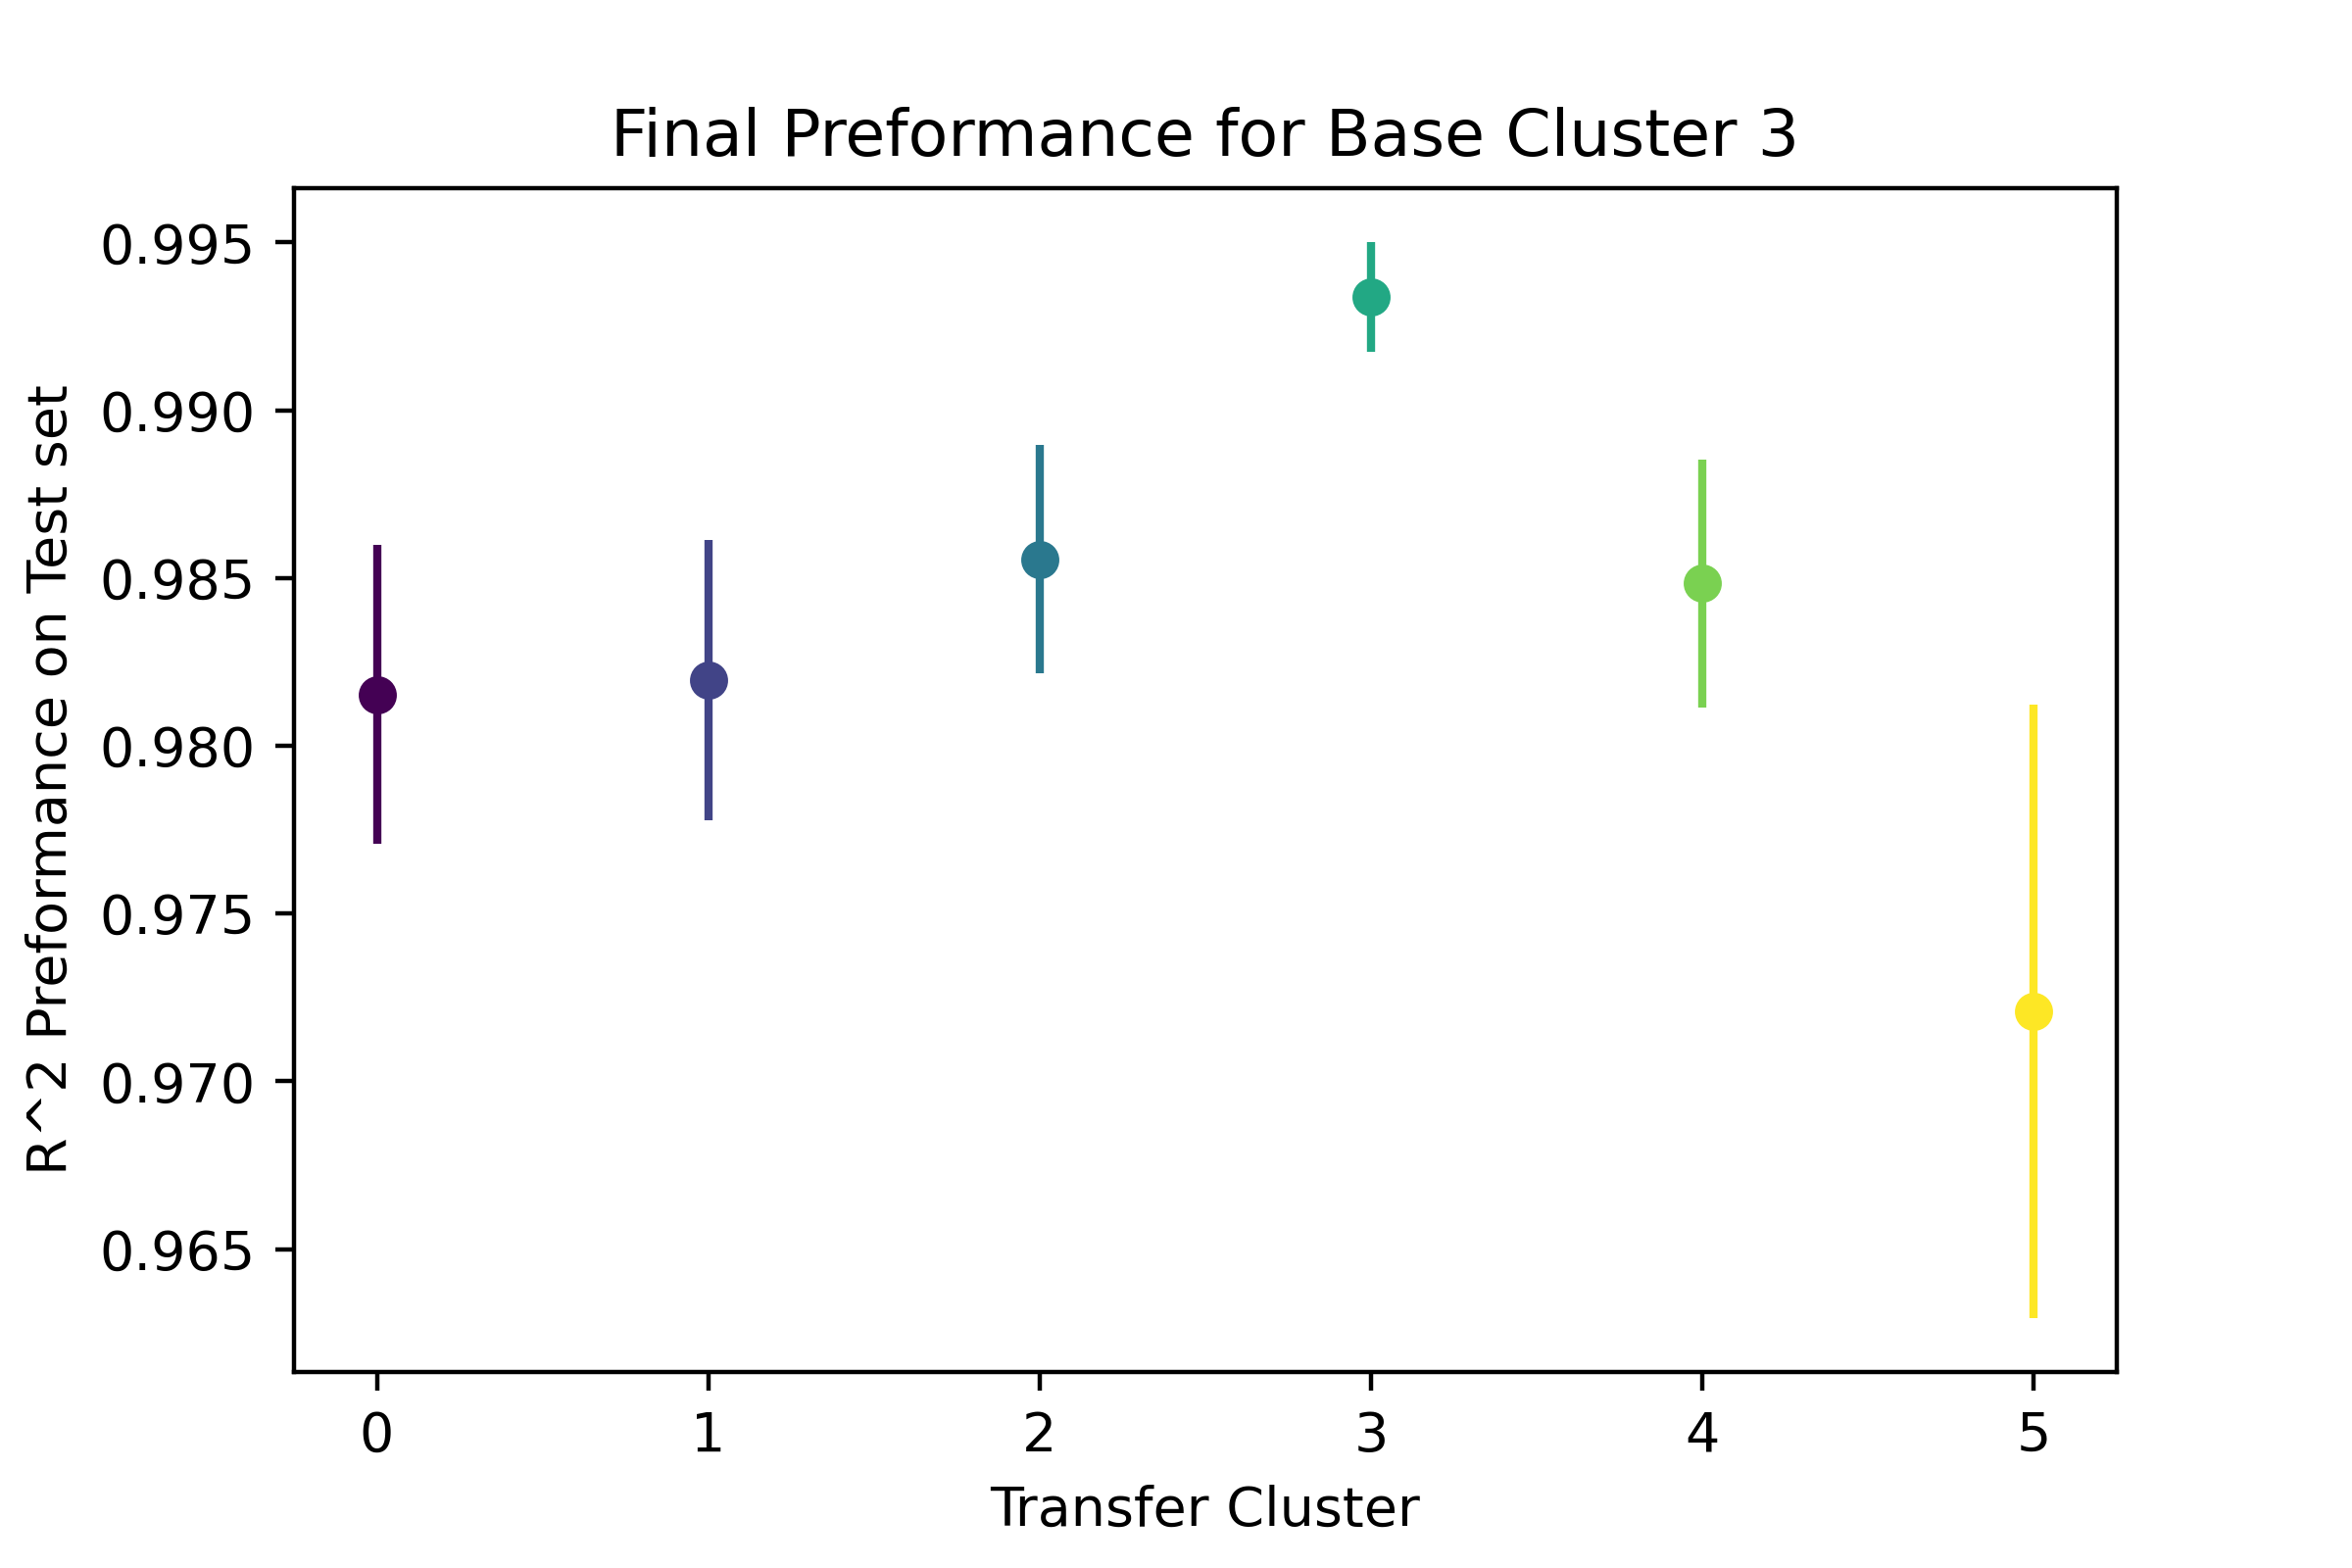 Final Preformance for Base Cluster 3
R^2 Preformance on Test set
0.995
0.990
0.985
0.980
0.975
0.970
0.965
0 1 2 3 4 5
Transfer Cluster